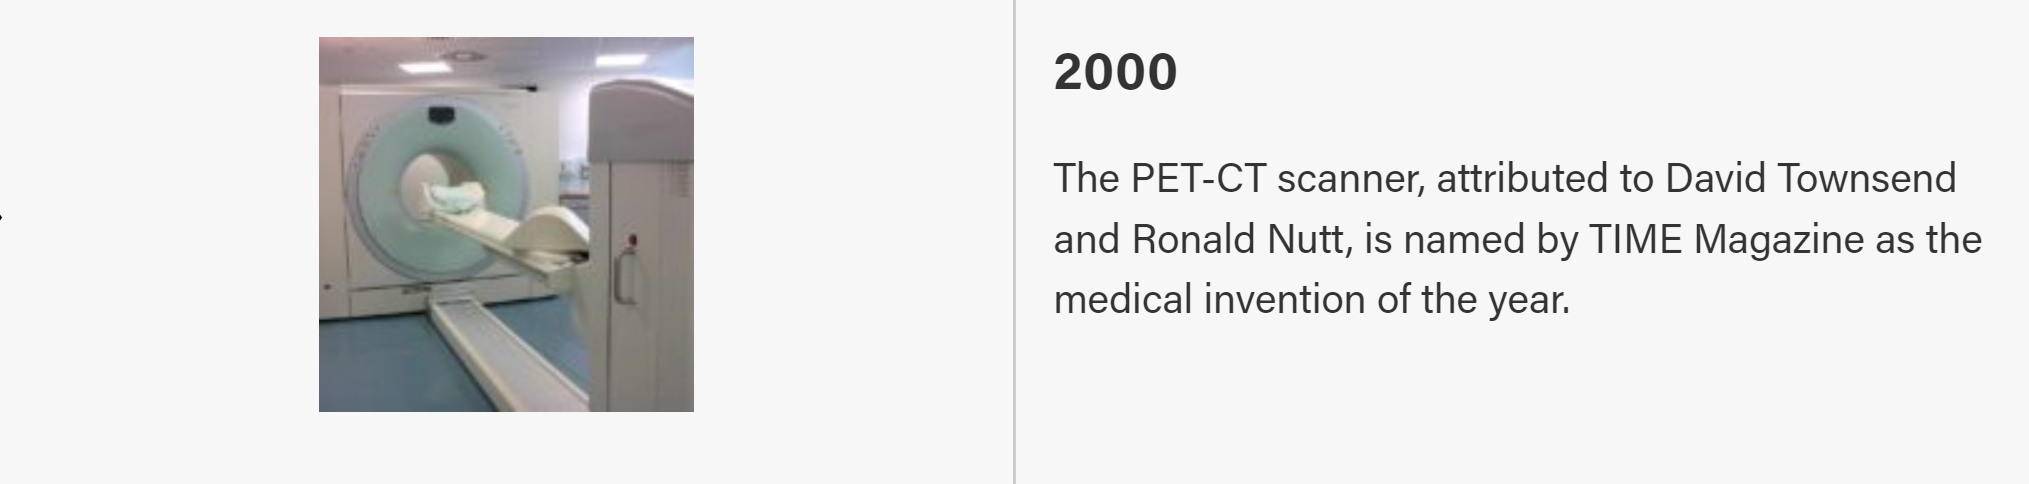 2000
The PET-CT scanner, attributed to David Townsend
and Ronald Nutt, is named by TIME Magazine as the
medical invention of the year.